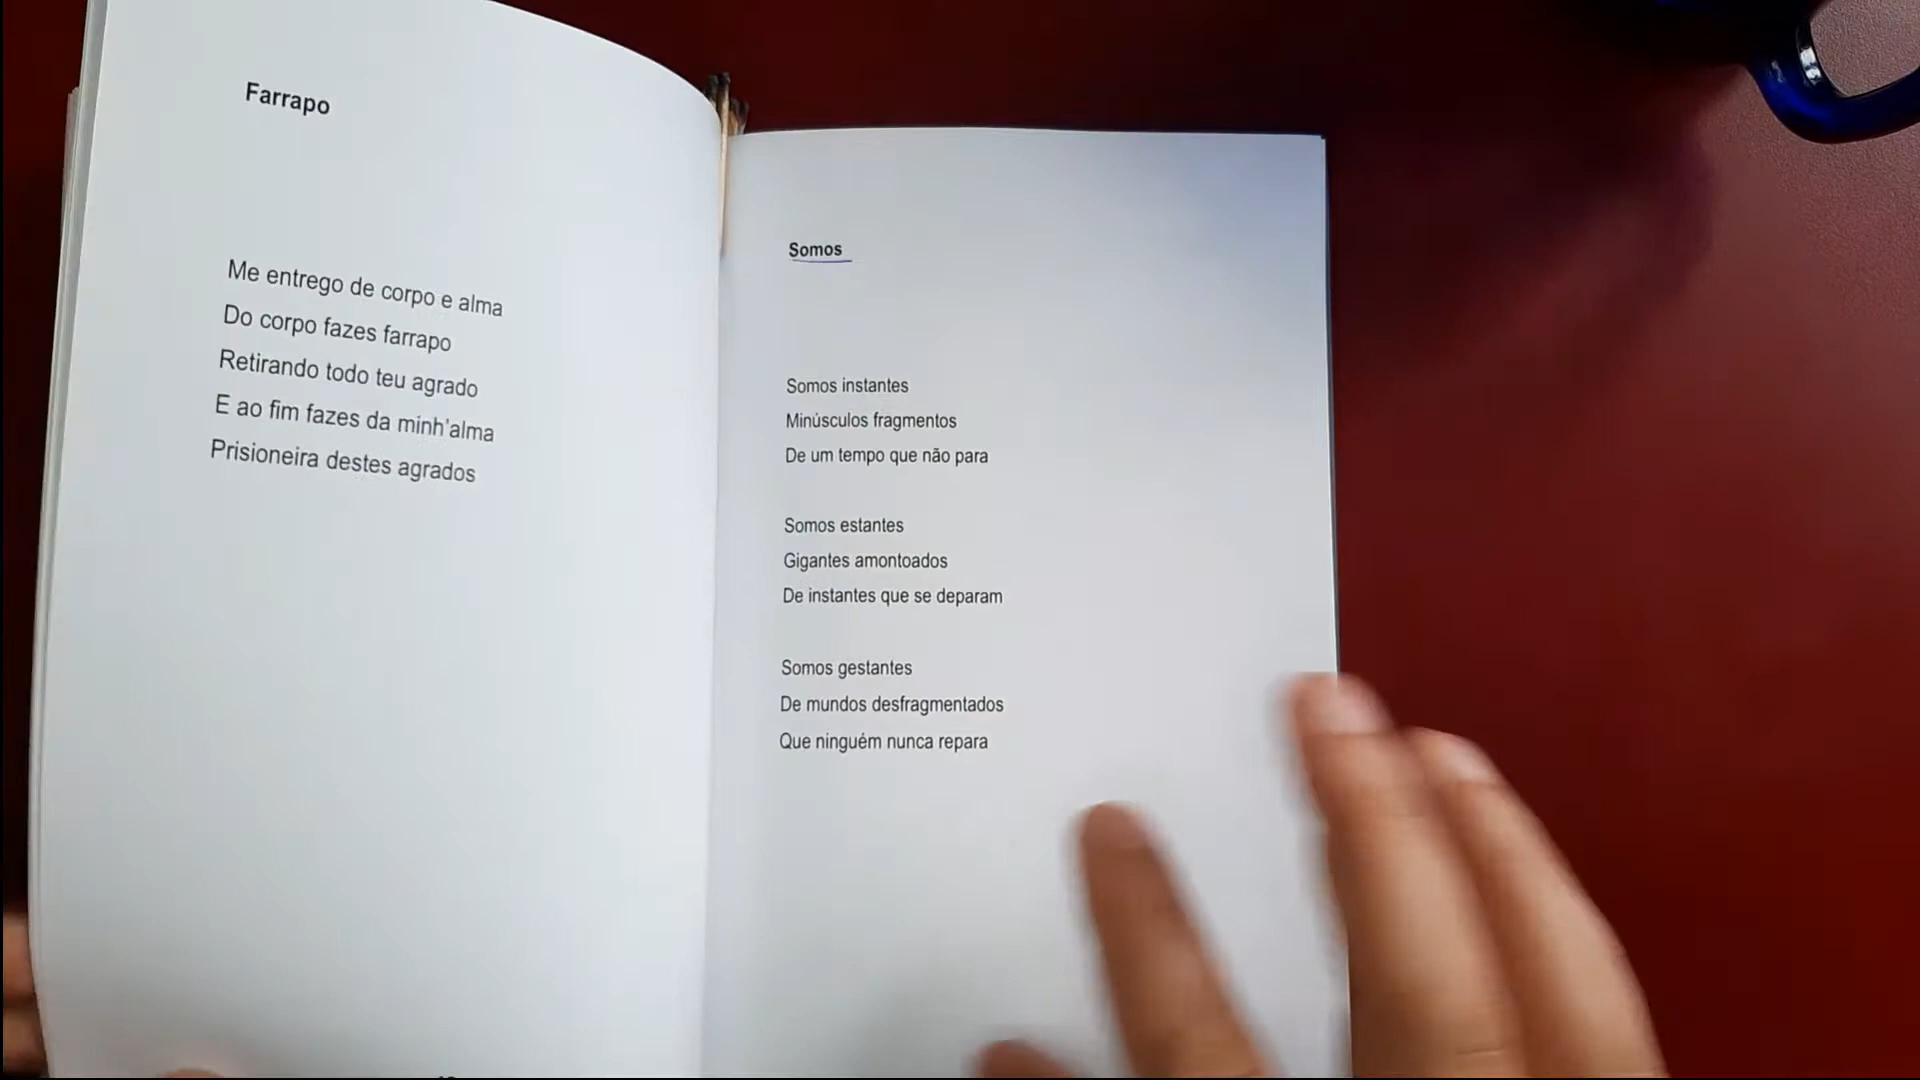 Farrapo
Me entrego de corpo e alma
Do corpo fazes farrapo
Retirando todo teu agrado
E ao fim fazes da minh'alma
Prisioneira destes agrados
Somos
Somos instantes
Minúsculos fragmentos
De um tempo que não para
Somos estantes
Gigantes amontoados
De instantes que se deparam
Somos gestantes
De mundos desfragmentados
Que ninguém nunca repara